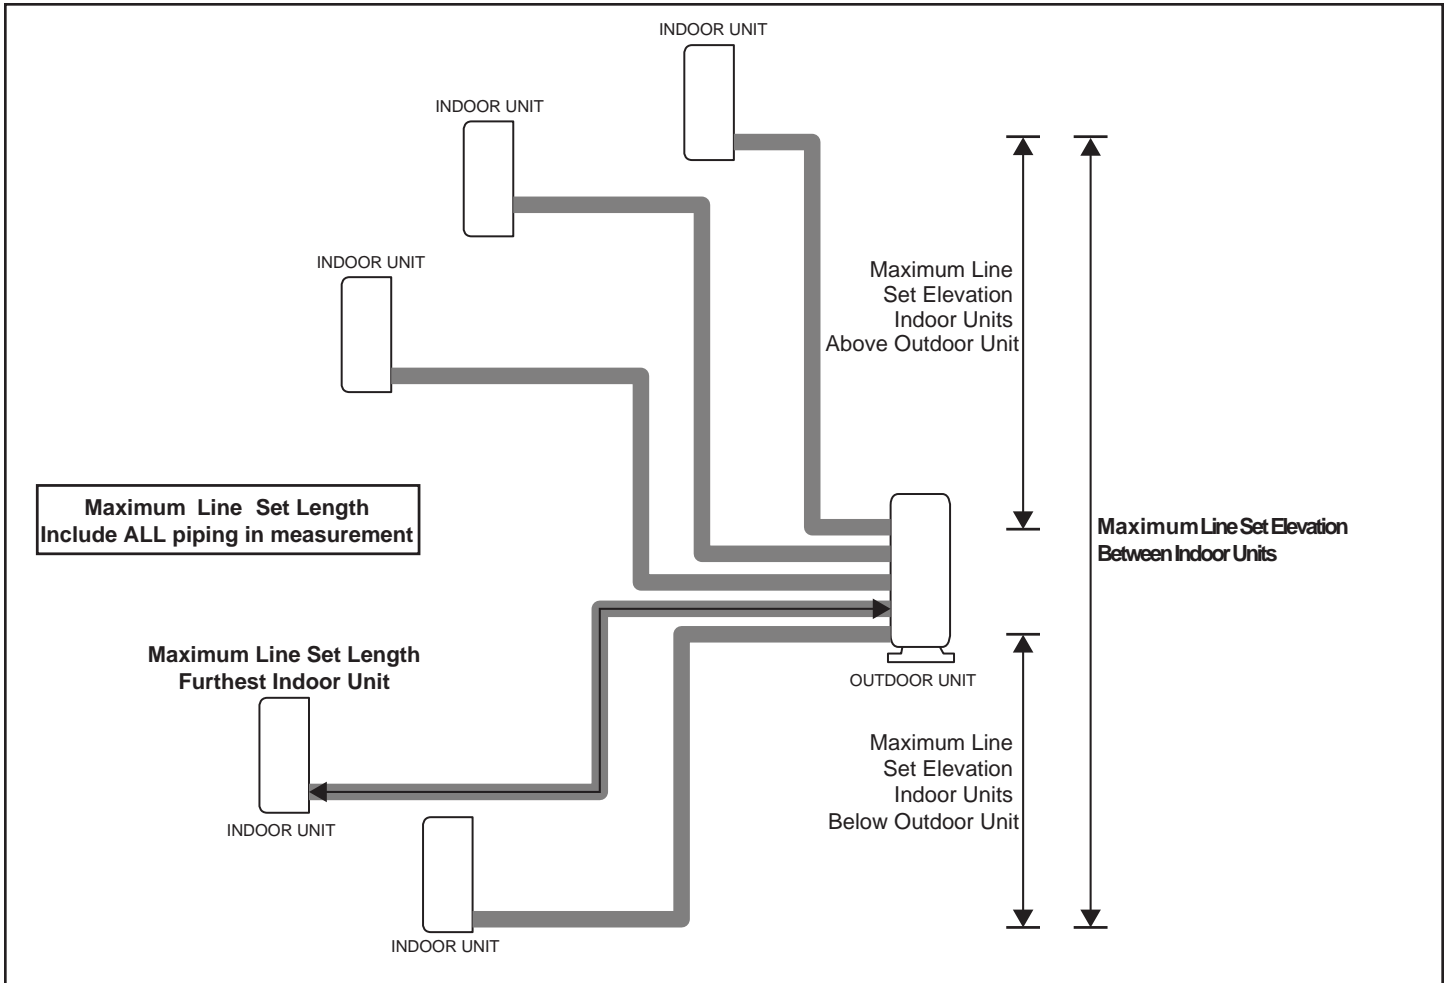 INDOOR UNIT
INDOOR UNIT
INDOOR UNIT
Maximum Line
Set Elevation
Indoor Units
Above Outdoor Unit
Maximum Line Set Length
Include ALL piping in measurement
Maximum Line Set Elevation
Between Indoor Units
Maximum Line Set Length
Furthest Indoor Unit
OUTDOOR UNIT
Maximum Line
Set Elevation
Indoor Units
Below Outdoor Unit
INDOOR UNIT
INDOOR UNIT